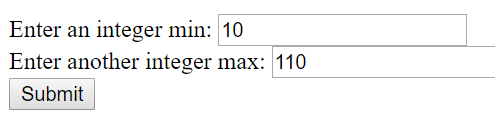 Enter an integer min: 10
Enter another integer max: 110
Submit